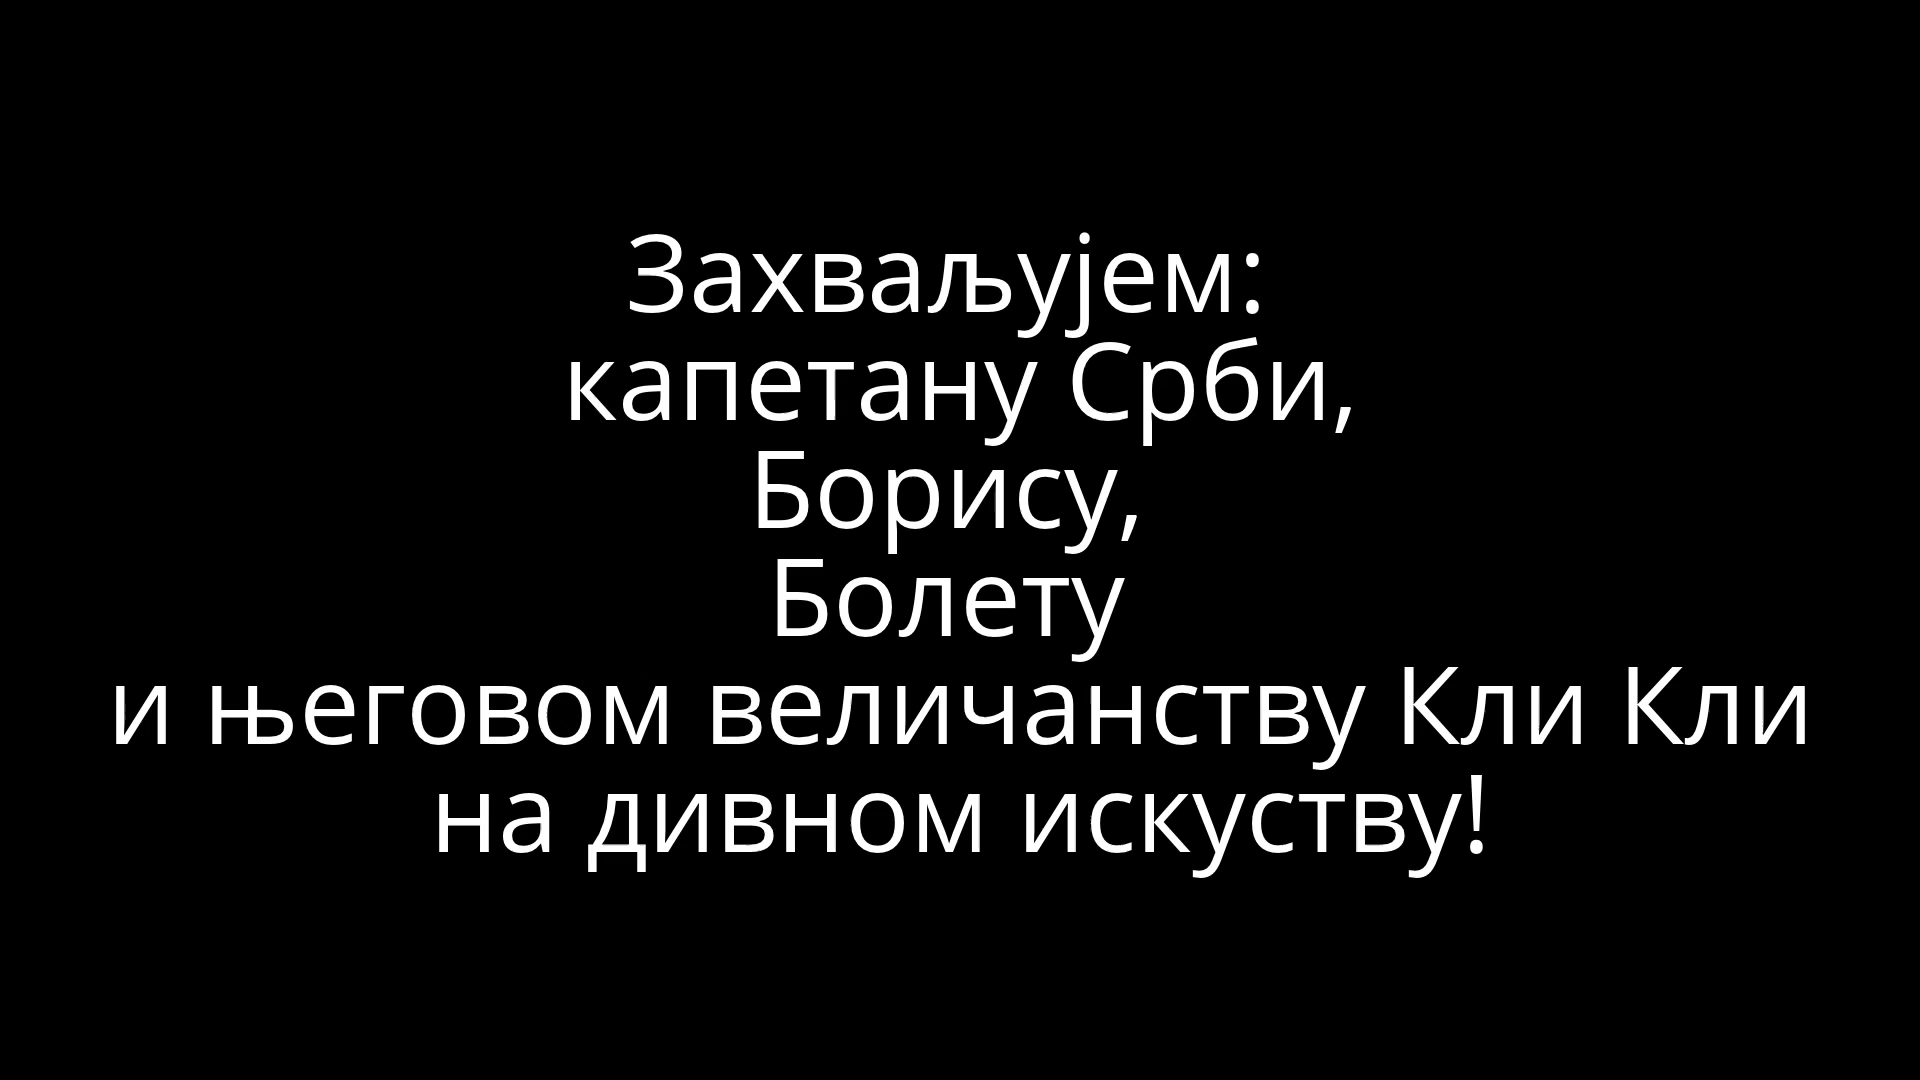 Захваљујем:
капетану Срби,
Борису,
Болету
и његовом величанству Кли Кли
на дивном искуству!